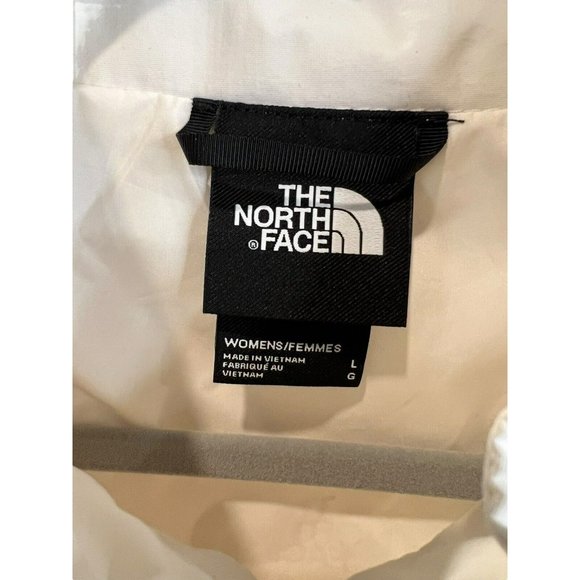 THE
NORTH
® FACE
WOMENS/FEMMES
MADE IN VIETNAM L
FABRIQUÉ AU G
VIETNAM